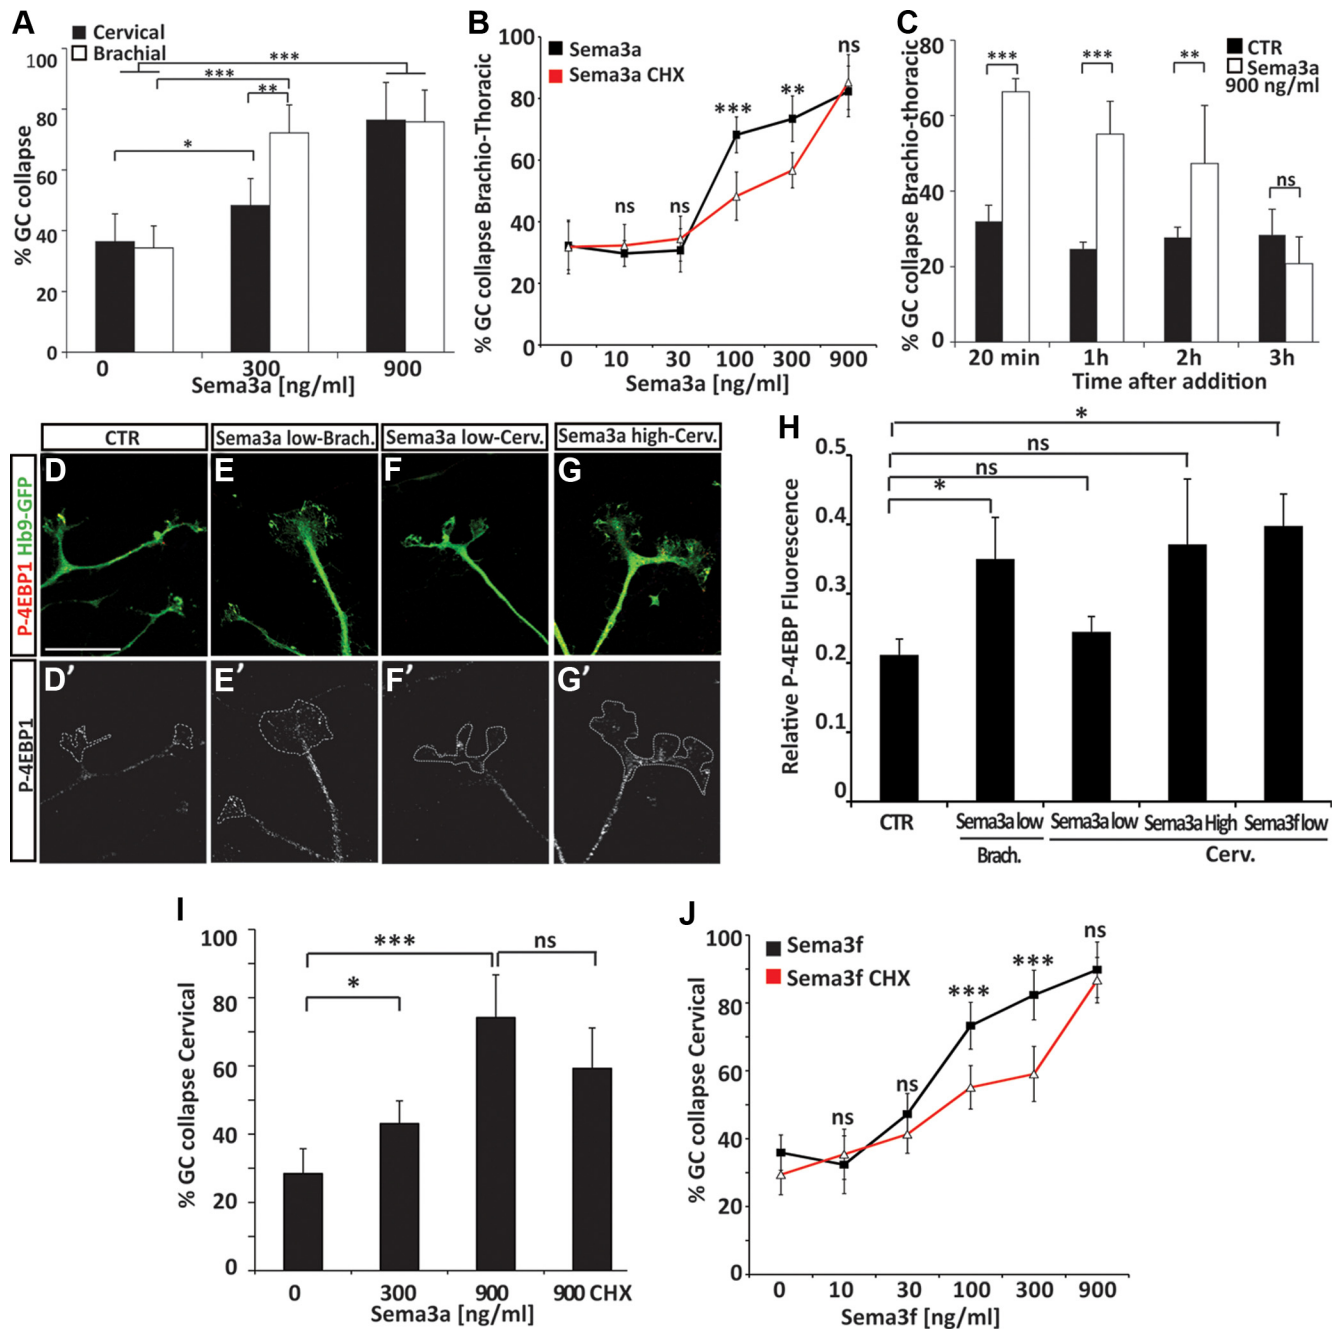 A
Cervical
Brachial
***
***
**
*
% GC collapse
100
80
60
40
20
0
0
300
900
Sema3a [ng/ml]
B
Sema3a
Sema3a CHX
% GC collapse Brachio-Thoracic
100
80
60
40
20
0
ns
ns
***
**
ns
0
10
30
100
300
900
Sema3a [ng/ml]
C
CTR
Sema3a
900 ng/ml
% GC collapse Brachio-thoracic
80
60
40
20
0
***
***
**
ns
20 min
1h
2h
3h
Time after addition
CTR
Sema3a low-Brach.
Sema3a low-Cerv.
Sema3a high-Cerv.
P-4EBP1 Hb9-GFP
D
E
F
G
P-4EBP1
D'
E'
F'
G'
H
Relative P-4EBP Fluorescence
0.5
0.4
0.3
0.2
0.1
0
*
ns
ns
*
CTR
Sema3a low
Sema3a low
Sema3a High
Sema3f low
Brach.
Cerv.
I
% GC collapse Cervical
100
80
60
40
20
0
***
ns
*
0
300
900
900 CHX
Sema3a [ng/ml]
J
Sema3f
Sema3f CHX
% GC collapse Cervical
100
80
60
40
20
0
ns
ns
***
***
ns
0
10
30
100
300
900
Sema3f [ng/ml]